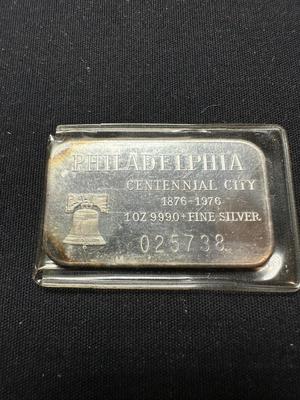 PHILADELPHIA
CENTENNIAL CITY
1876-1976
1 OZ 9990+ FINE SILVER
025738